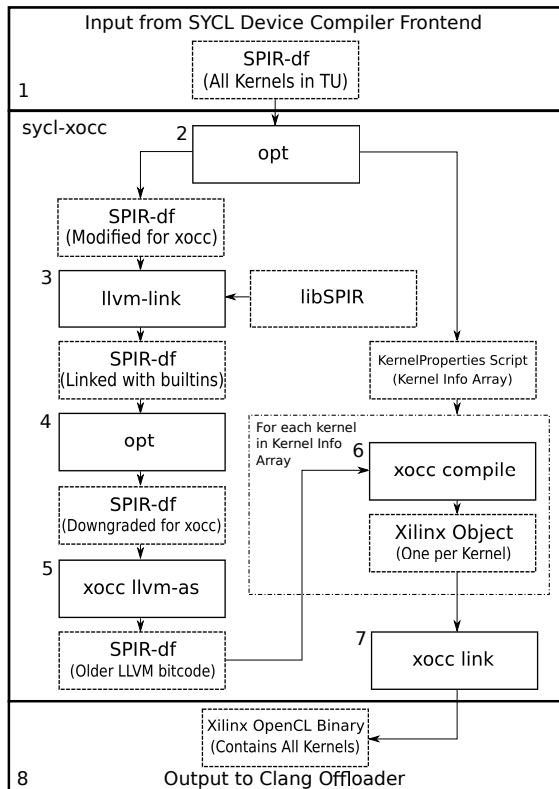 Input from SYCL Device Compiler Frontend
SPIR-df
(All Kernels in TU)
1
sycl-xocc
2
opt
SPIR-df
(Modified for xocc)
3
llvm-link
libSPIR
SPIR-df
(Linked with builtins)
KernelProperties Script
(Kernel Info Array)
4
opt
For each kernel
in Kernel Info
Array
6
xocc compile
SPIR-df
(Downgraded for xocc)
Xilinx Object
(One per Kernel)
5
xocc llvm-as
SPIR-df
(Older LLVM bitcode)
7
xocc link
Xilinx OpenCL Binary
(Contains All Kernels)
8
Output to Clang Offloader